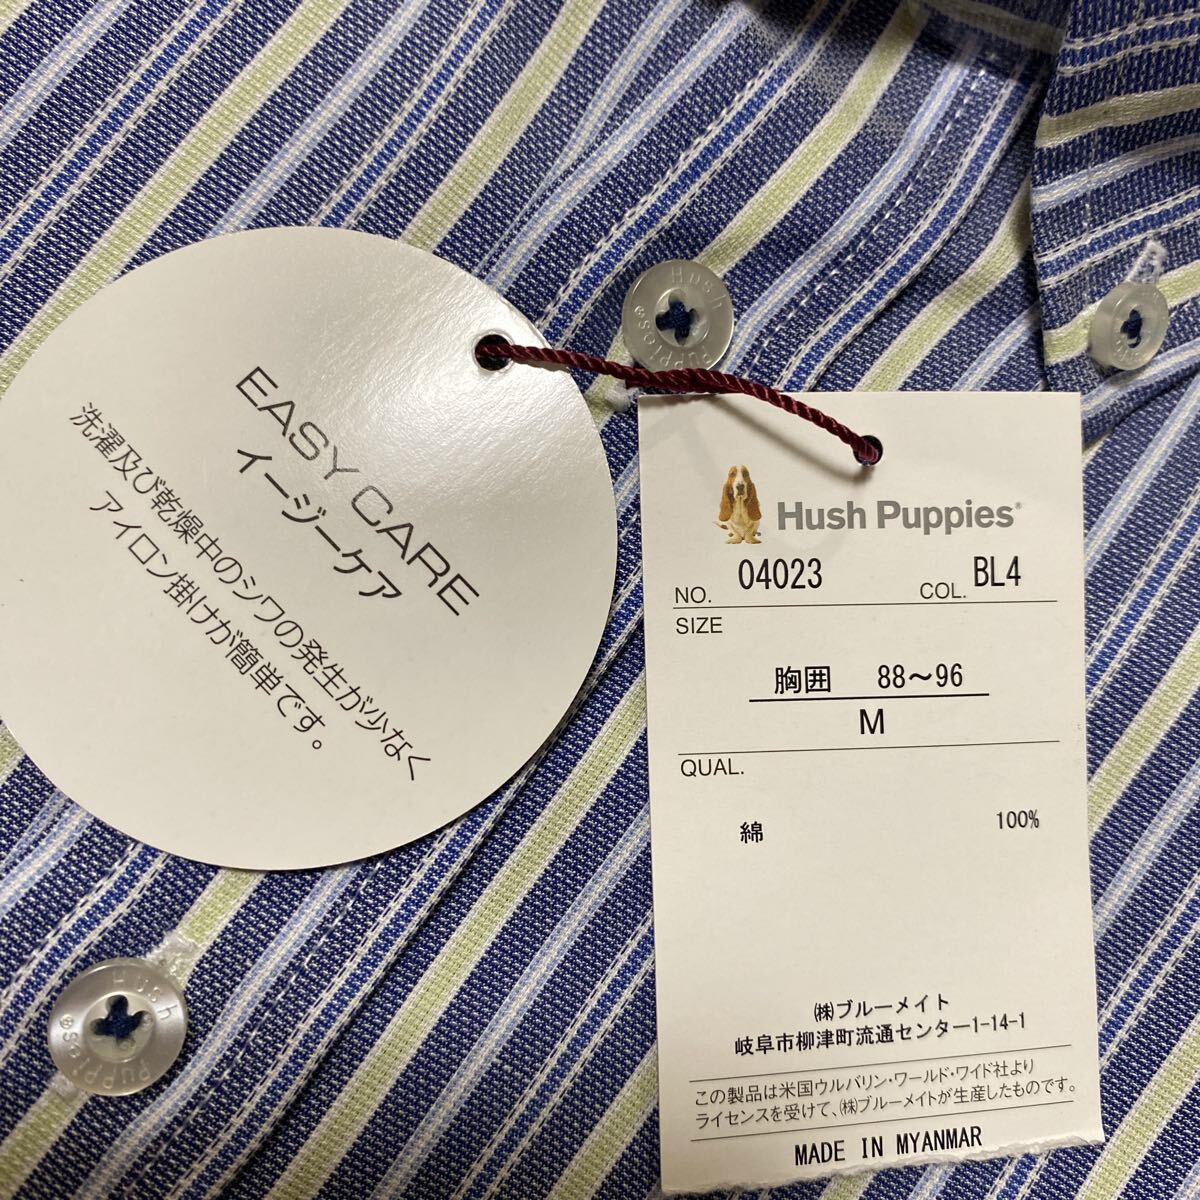 EASY CARE
イージーケア
洗濯及び乾燥中のシワの発生が少なく
アイロン掛けが簡単です。
Hush
Puppies®
Hush Puppies®
NO. 04023 COL. BL4
SIZE
胸囲 88〜96
M
QUAL.
綿 100%
㈱ブルーメイト
岐阜市柳津町流通センター1-14-1
この製品は米国ウルバリン・ワールド・ワイド社より
ライセンスを受けて、㈱ブルーメイトが生産したものです。
MADE IN MYANMAR
Hush
Puppies®